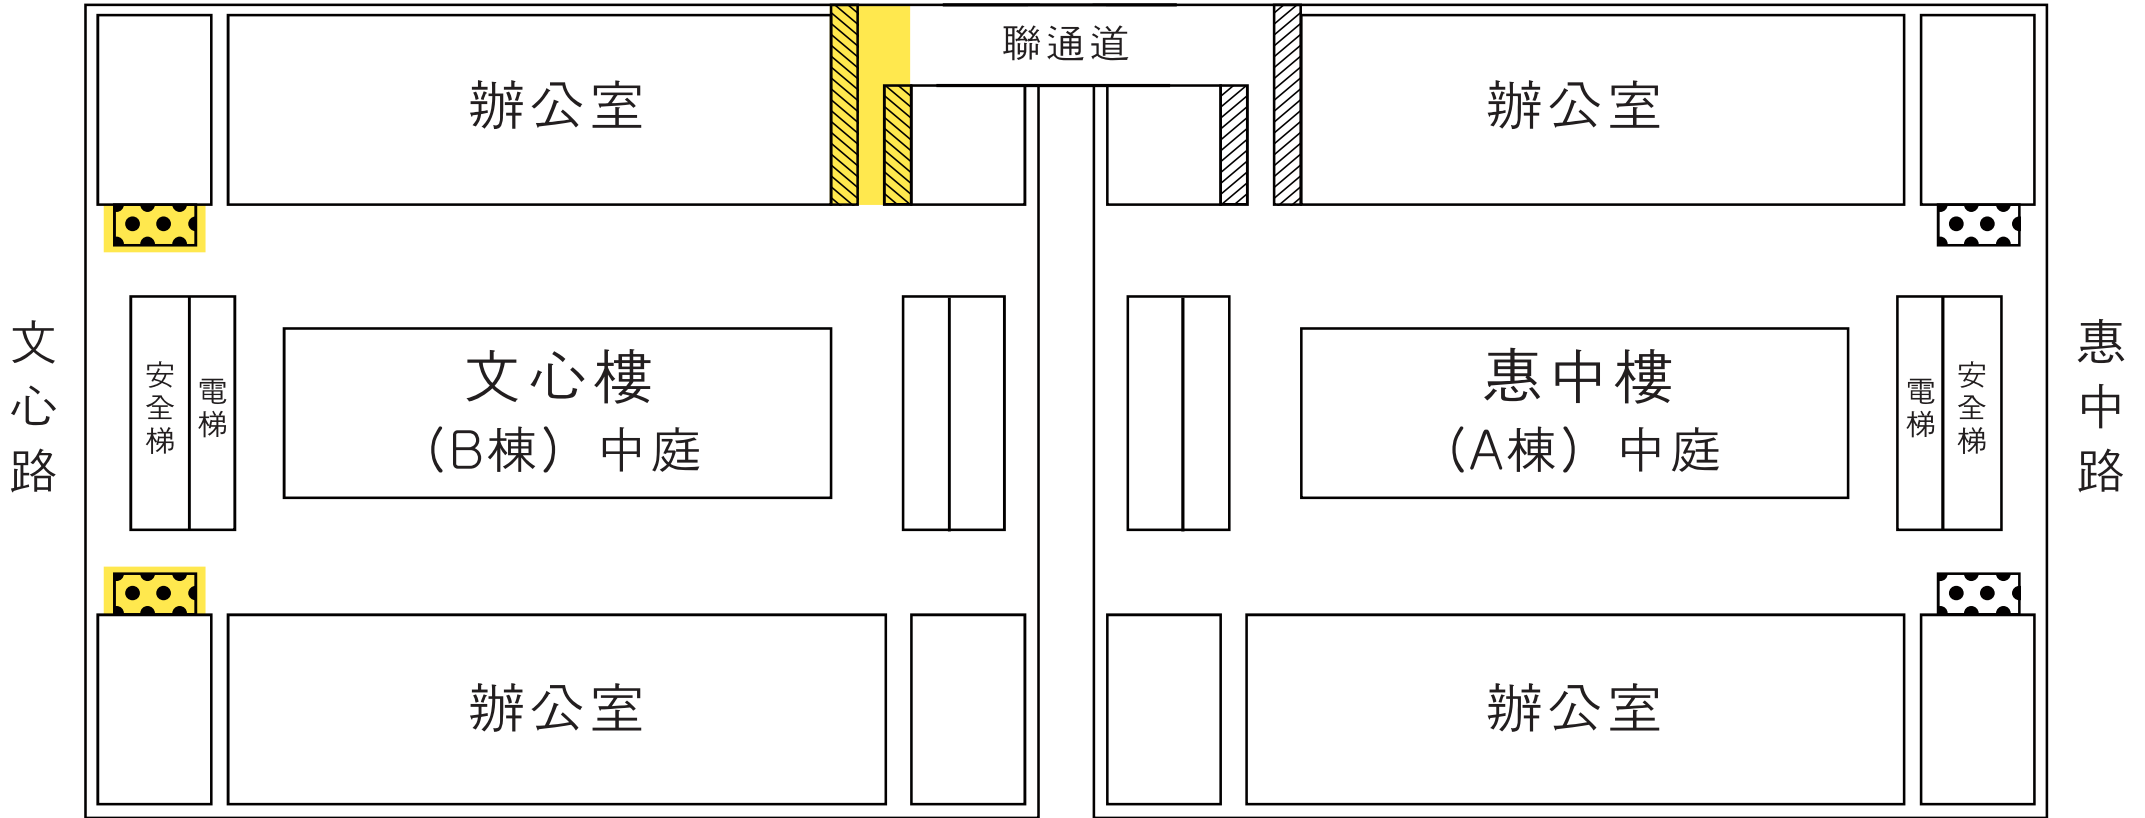 聯通道
辦公室
辦公室
文心路
安全梯
電梯
文心樓
(B棟) 中庭
惠中樓
(A棟) 中庭
電梯
安全梯
惠中路
辦公室
辦公室